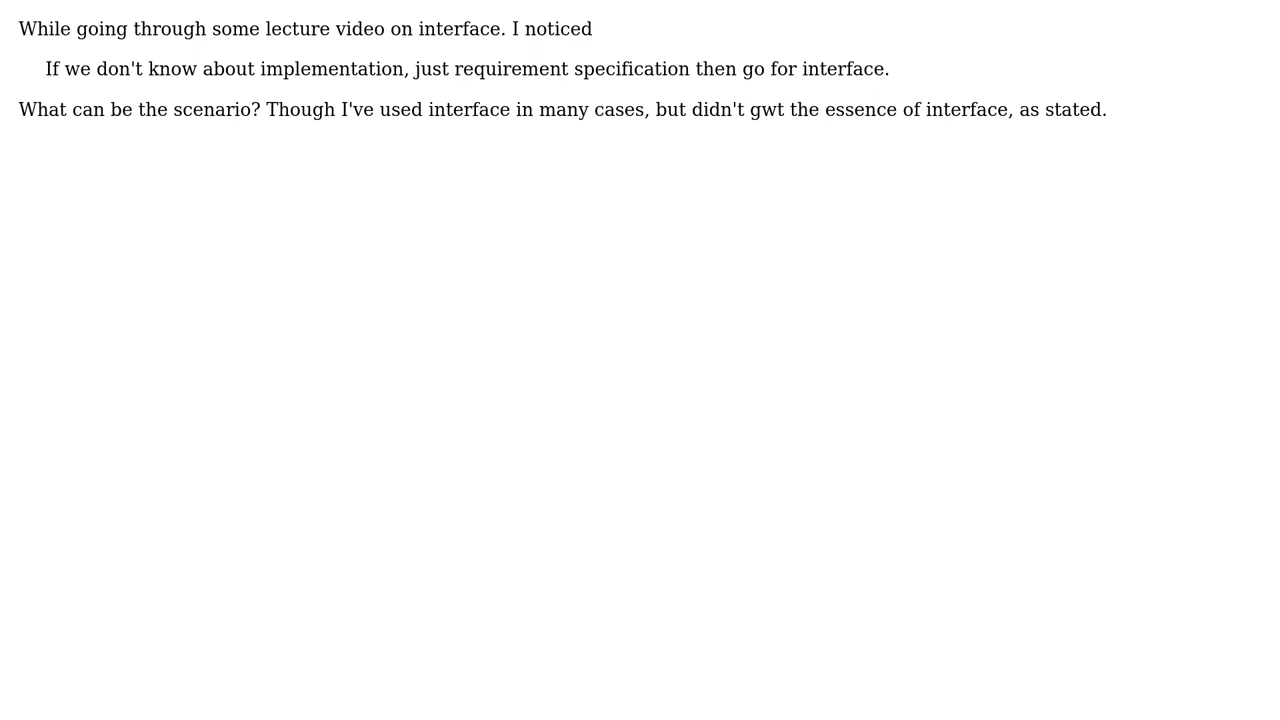 While going through some lecture video on interface. I noticed
If we don't know about implementation, just requirement specification then go for interface.
What can be the scenario? Though I've used interface in many cases, but didn't gwt the essence of interface, as stated.